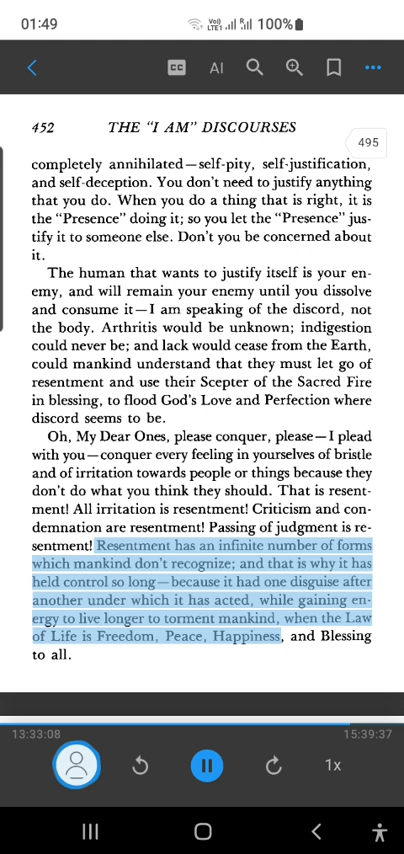 01:49
Vo))
LTE1
R
100%
CC
AI
452 THE "I AM" DISCOURSES
495
completely annihilated—self-pity, self-justification,
and self-deception. You don't need to justify anything
that you do. When you do a thing that is right, it is
the "Presence" doing it; so you let the "Presence" jus-
tify it to someone else. Don't you be concerned about
it.
The human that wants to justify itself is your en-
emy, and will remain your enemy until you dissolve
and consume it—I am speaking of the discord, not
the body. Arthritis would be unknown; indigestion
could never be; and lack would cease from the Earth,
could mankind understand that they must let go of
resentment and use their Scepter of the Sacred Fire
in blessing, to flood God's Love and Perfection where
discord seems to be.
Oh, My Dear Ones, please conquer, please—I plead
with you—conquer every feeling in yourselves of bristle
and of irritation towards people or things because they
don't do what you think they should. That is resent-
ment! All irritation is resentment! Criticism and con-
demnation are resentment! Passing of judgment is re-
sentment! Resentment has an infinite number of forms
which mankind don't recognize; and that is why it has
held control so long—because it had one disguise after
another under which it has acted, while gaining en-
ergy to live longer to torment mankind, when the Law
of Life is Freedom, Peace, Happiness, and Blessing
to all.
13:33:08 15:39:37
1x